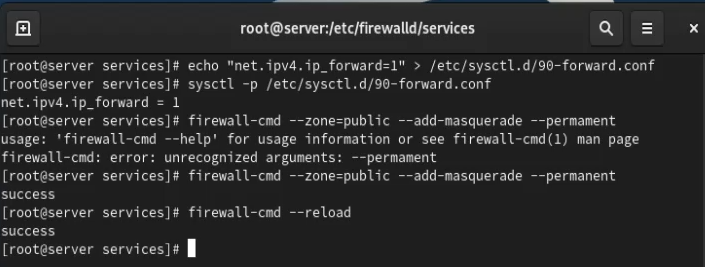 root@server:/etc/firewalld/services
[root@server services]# echo "net.ipv4.ip_forward=1" > /etc/sysctl.d/90-forward.conf
[root@server services]# sysctl -p /etc/sysctl.d/90-forward.conf
net.ipv4.ip_forward = 1
[root@server services]# firewall-cmd --zone=public --add-masquerade --permament
usage: 'firewall-cmd --help' for usage information or see firewall-cmd(1) man page
firewall-cmd: error: unrecognized arguments: --permament
[root@server services]# firewall-cmd --zone=public --add-masquerade --permanent
success
[root@server services]# firewall-cmd --reload
success
[root@server services]#